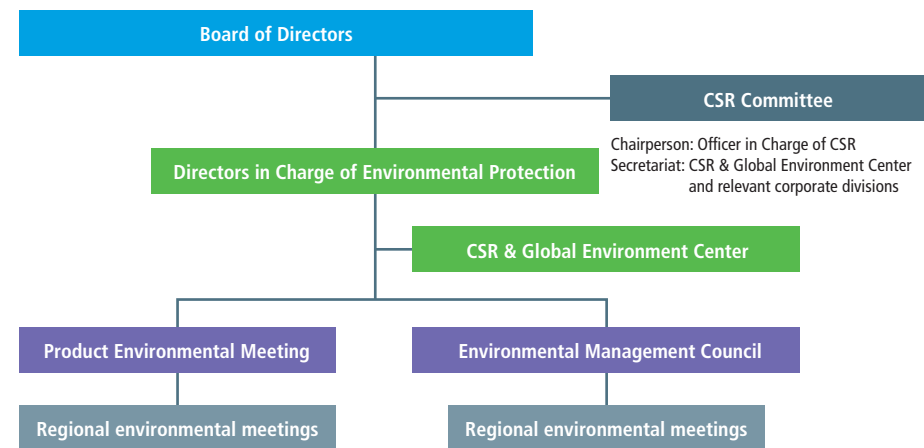 Board of Directors
CSR Committee
Chairperson: Officer in Charge of CSR
Secretariat: CSR & Global Environment Center
and relevant corporate divisions
Directors in Charge of Environmental Protection
CSR & Global Environment Center
Product Environmental Meeting
Environmental Management Council
Regional environmental meetings
Regional environmental meetings